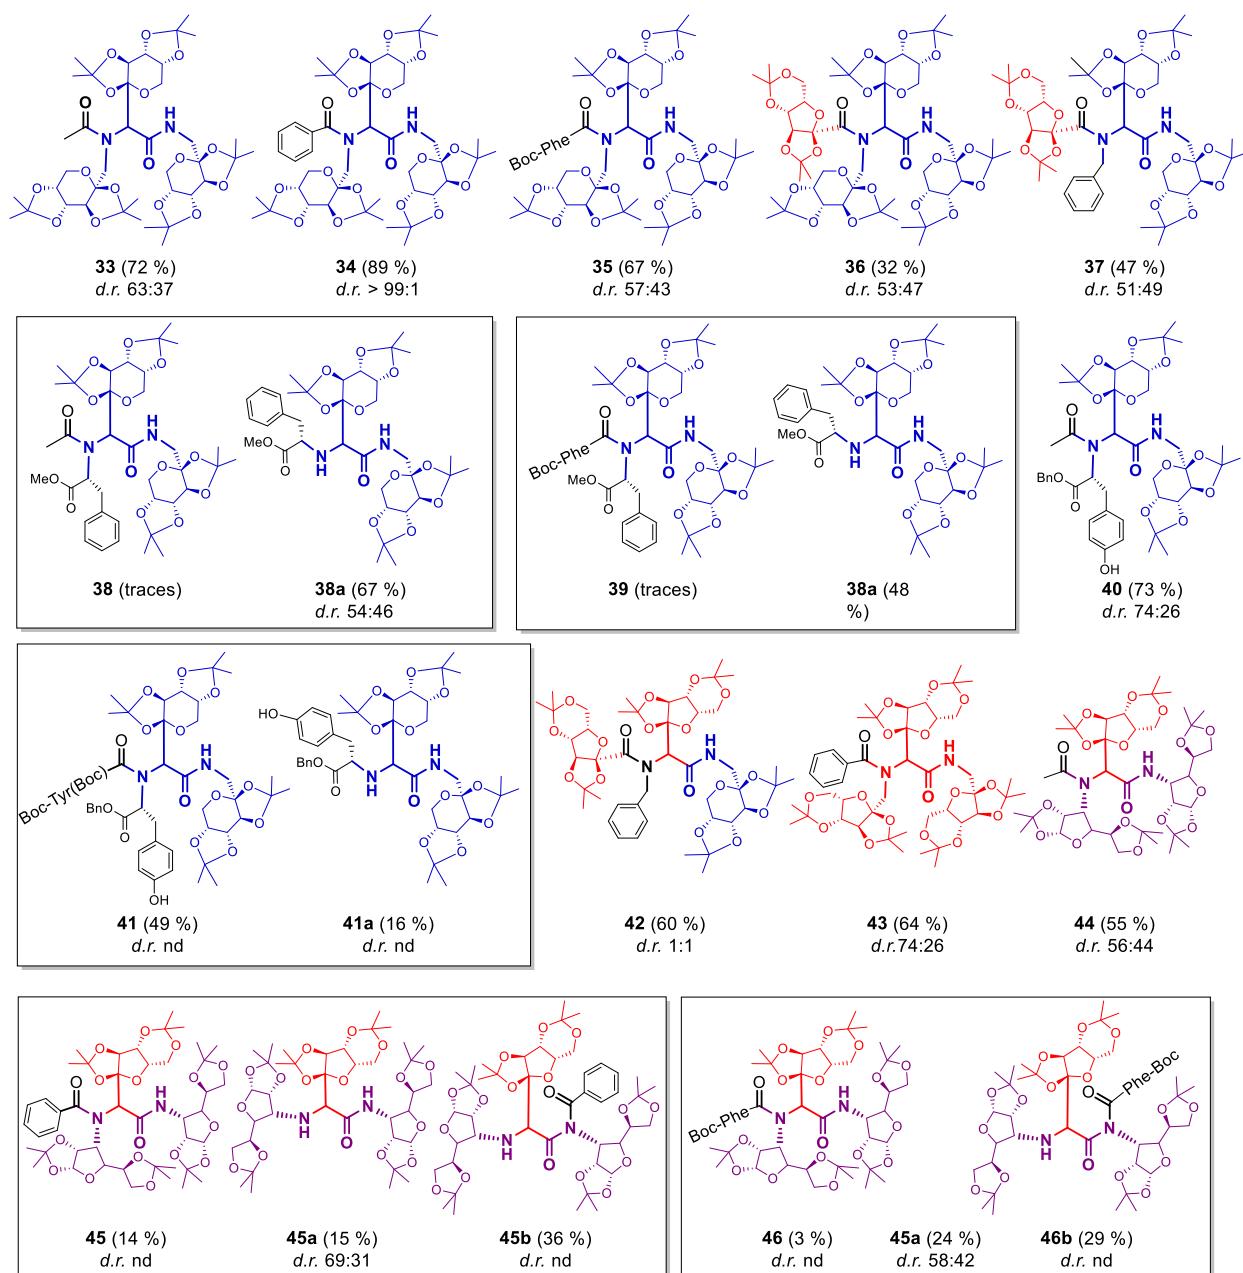 33 (72 %)
d.r. 63:37
34 (89 %)
d.r. > 99:1
Boc-Phe
35 (67 %)
d.r. 57:43
36 (32 %)
d.r. 53:47
37 (47 %)
d.r. 51:49
MeO
38 (traces)
MeO
38a (67 %)
d.r. 54:46
Boc-Phe
MeO
39 (traces)
MeO
38a (48
%)
BnO
OH
40 (73 %)
d.r. 74:26
Boc-Tyr(Boc)
BnO
OH
41 (49 %)
d.r. nd
HO
BnO
41a (16 %)
d.r. nd
42 (60 %)
d.r. 1:1
43 (64 %)
d.r.74:26
44 (55 %)
d.r. 56:44
45 (14 %)
d.r. nd
45a (15 %)
d.r. 69:31
45b (36 %)
d.r. nd
Boc-Phe
46 (3 %)
d.r. nd
45a (24 %)
d.r. 58:42
Phe-Boc
46b (29 %)
d.r. nd